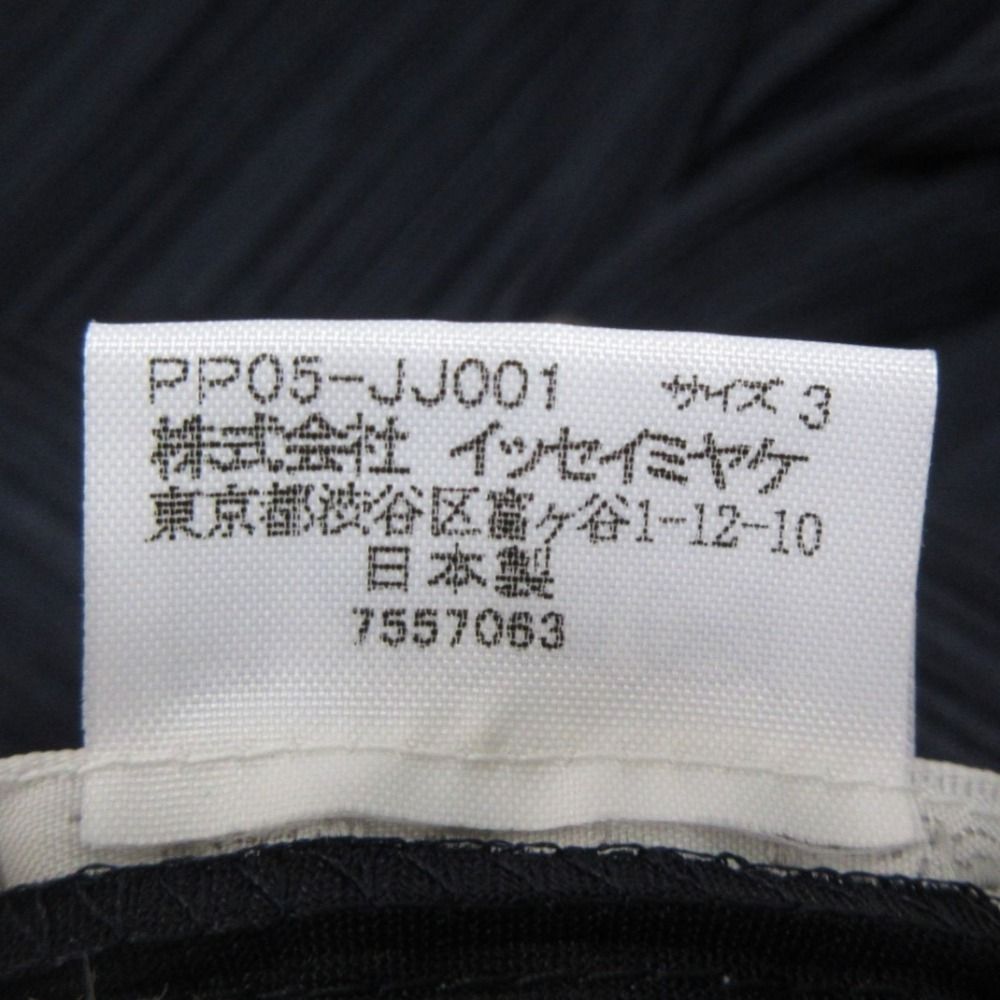 PP05-JJ001 サイズ 3
株式会社 イッセイミヤケ
東京都渋谷区富ヶ谷1-12-10
日本製
7557063